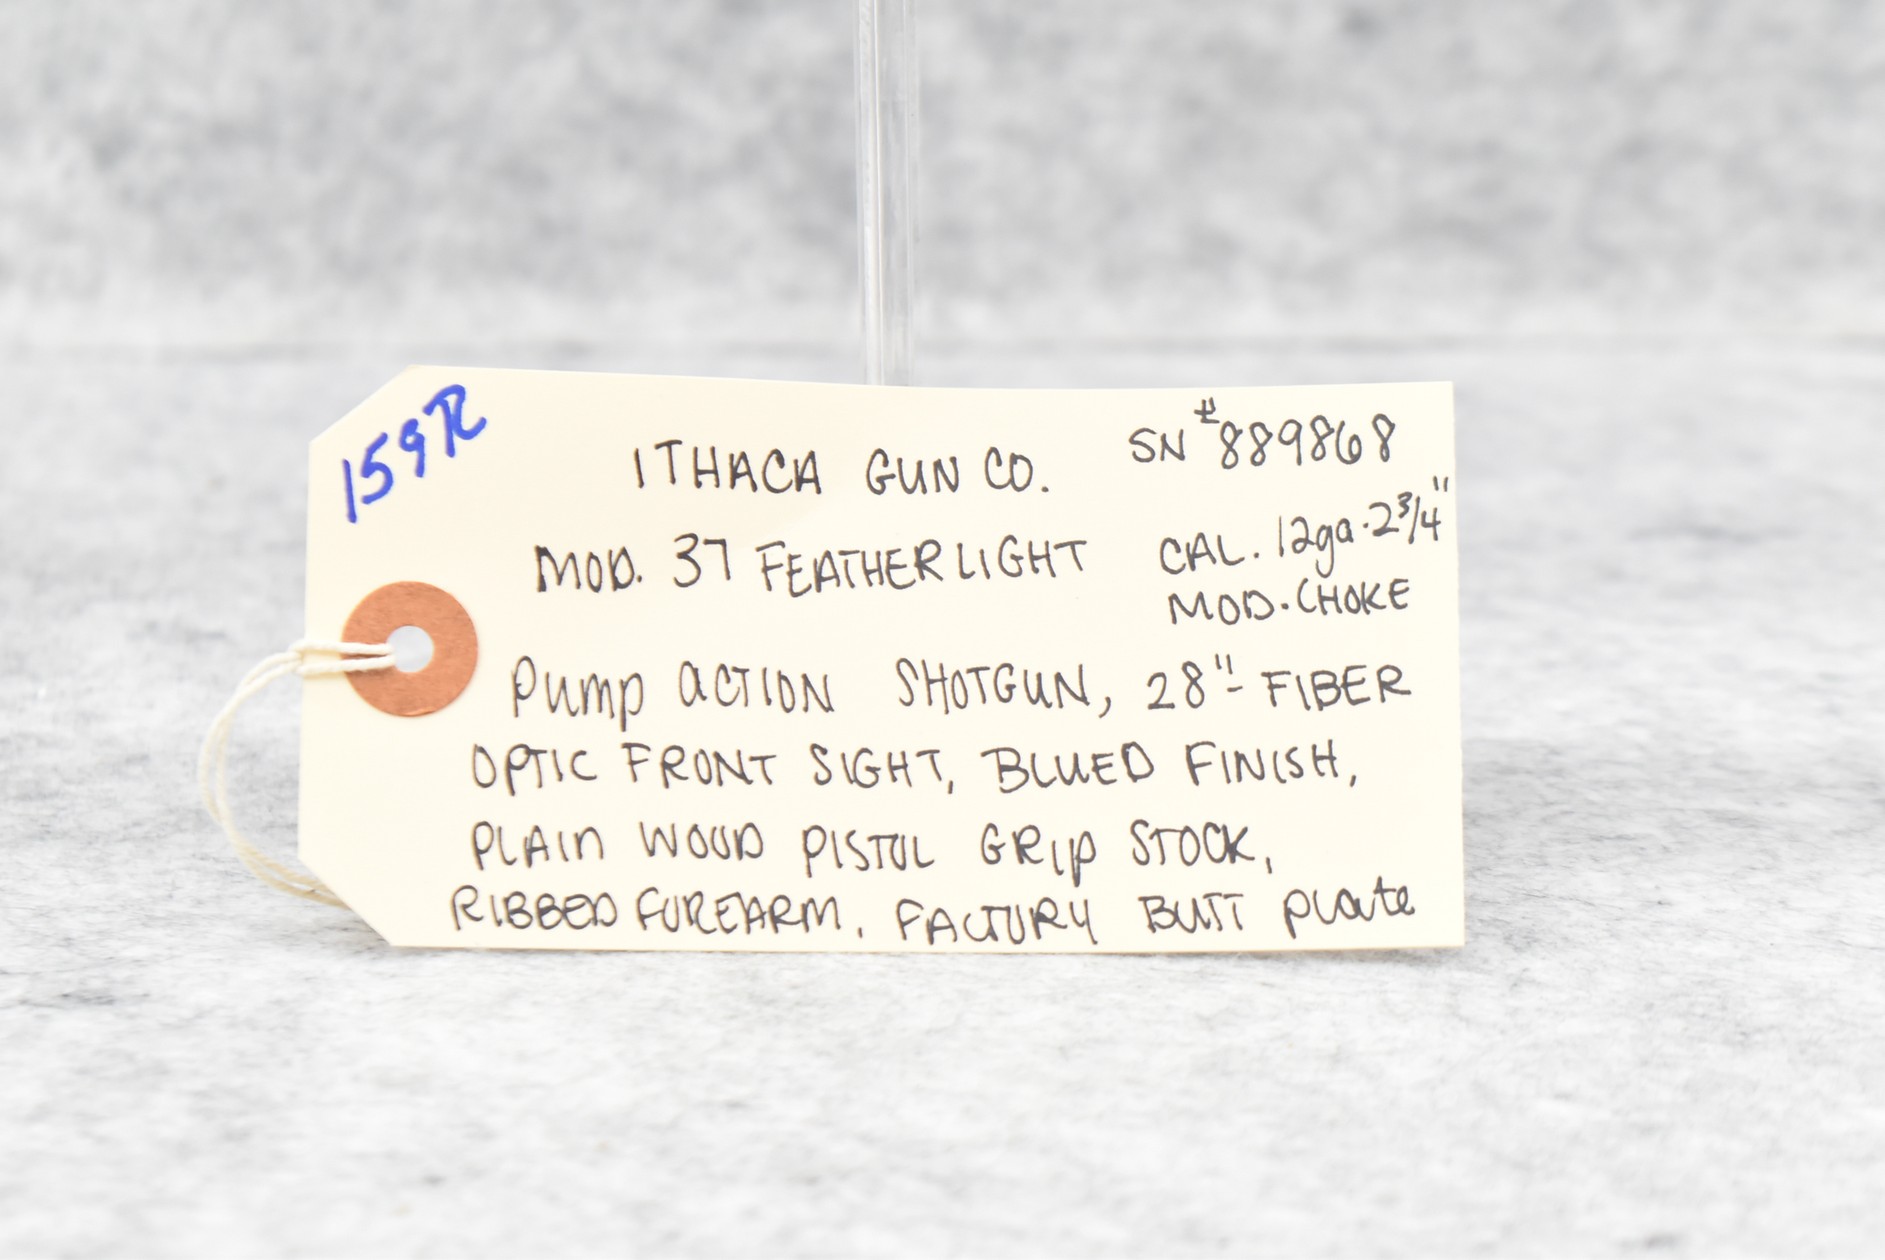 159R
ITHACA GUN CO. SN #889868
MOD. 37 FEATHERLIGHT CAL. 12ga. 2 3/4"
MOD. CHOKE
Pump ACTION SHOTGUN, 28"- FIBER
OPTIC FRONT SIGHT, BLUED FINISH,
PLAIN WOOD PISTOL GRIP STOCK,
RIBBED FOREARM, FACTORY BUTT PLate